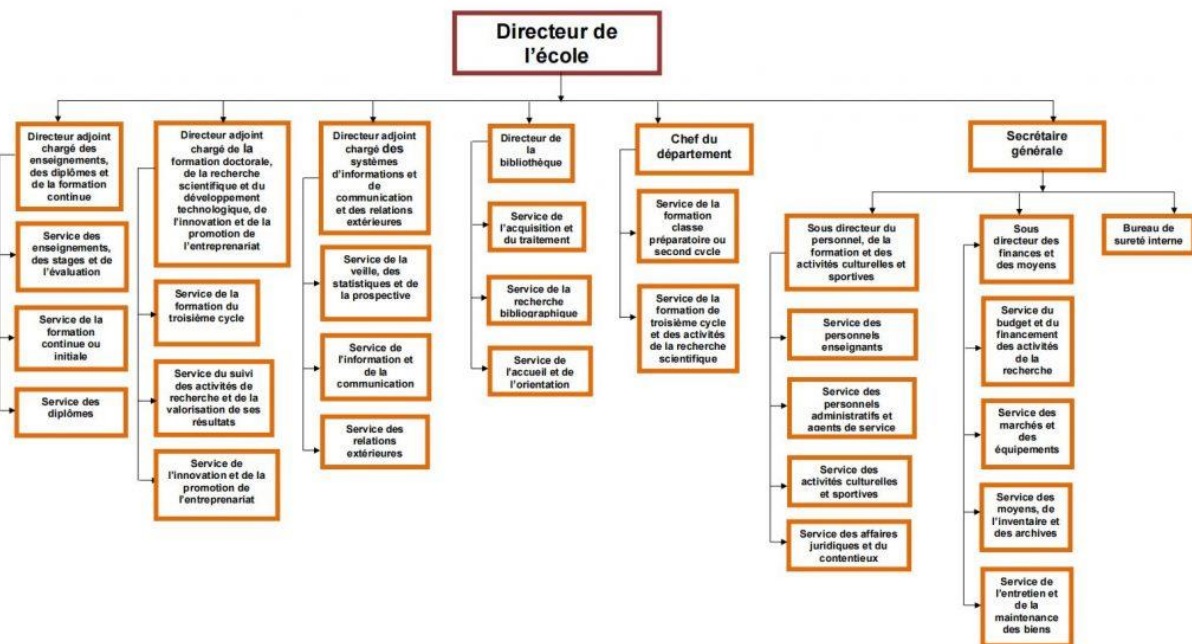 Directeur de
l'école
Directeur adjoint
chargé des
enseignements,
des diplômes et
de la formation
continue
Service des
enseignements,
des stages et de
l'évaluation
Service de la
formation
continue ou
initiale
Service des
diplômes
Directeur adjoint
chargé de la
formation doctorale,
de la recherche
scientifique et du
développement
technologique, de
l'innovation et de la
promotion de
l'entreprenariat
Service de la
formation du
troisième cycle
Service du suivi
des activités de
recherche et de la
valorisation de ses
résultats
Service de
l'innovation et de la
promotion de
l'entreprenariat
Directeur adjoint
chargé des
systèmes
d'informations et
de
communication
et des relations
extérieures
Service de la
veille, des
statistiques et de
la prospective
Service de
l'information et
de la
communication
Service des
relations
extérieures
Directeur de
la
bibliothèque
Service de
l'acquisition et
du traitement
Service de la
recherche
bibliographique
Service de
l'accueil et de
l'orientation
Chef du
département
Service de la
formation
classe
préparatoire ou
second cycle
Service de la
formation de
troisième cycle
et des activités
de la recherche
scientifique
Secrétaire
générale
Sous directeur du
personnel, de la
formation et des
activités culturelles et
sportives
Service des
personnels
enseignants
Service des
personnels
administratifs et
agents de service
Service des
activités culturelles
et sportives
Service des affaires
juridiques et du
contentieux
Sous
directeur des
finances et
des moyens
Service du
budget et du
financement
des activités
de la
recherche
Service des
marchés et
des
équipements
Service des
moyens, de
l'inventaire et
des archives
Service de
l'entretien et
de la
maintenance
des biens
Bureau de
sureté interne